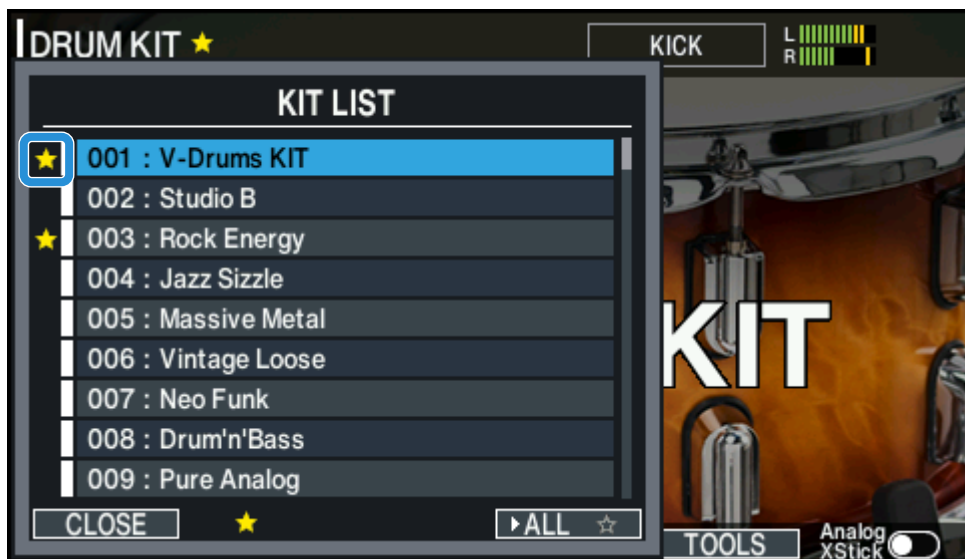 DRUM KIT
KICK
L
R
KIT LIST
001 : V-Drums KIT
002 : Studio B
003 : Rock Energy
004 : Jazz Sizzle
005 : Massive Metal
006 : Vintage Loose
007 : Neo Funk
008 : Drum'n'Bass
009 : Pure Analog
KIT
CLOSE
ALL
TOOLS
Analog
XStick